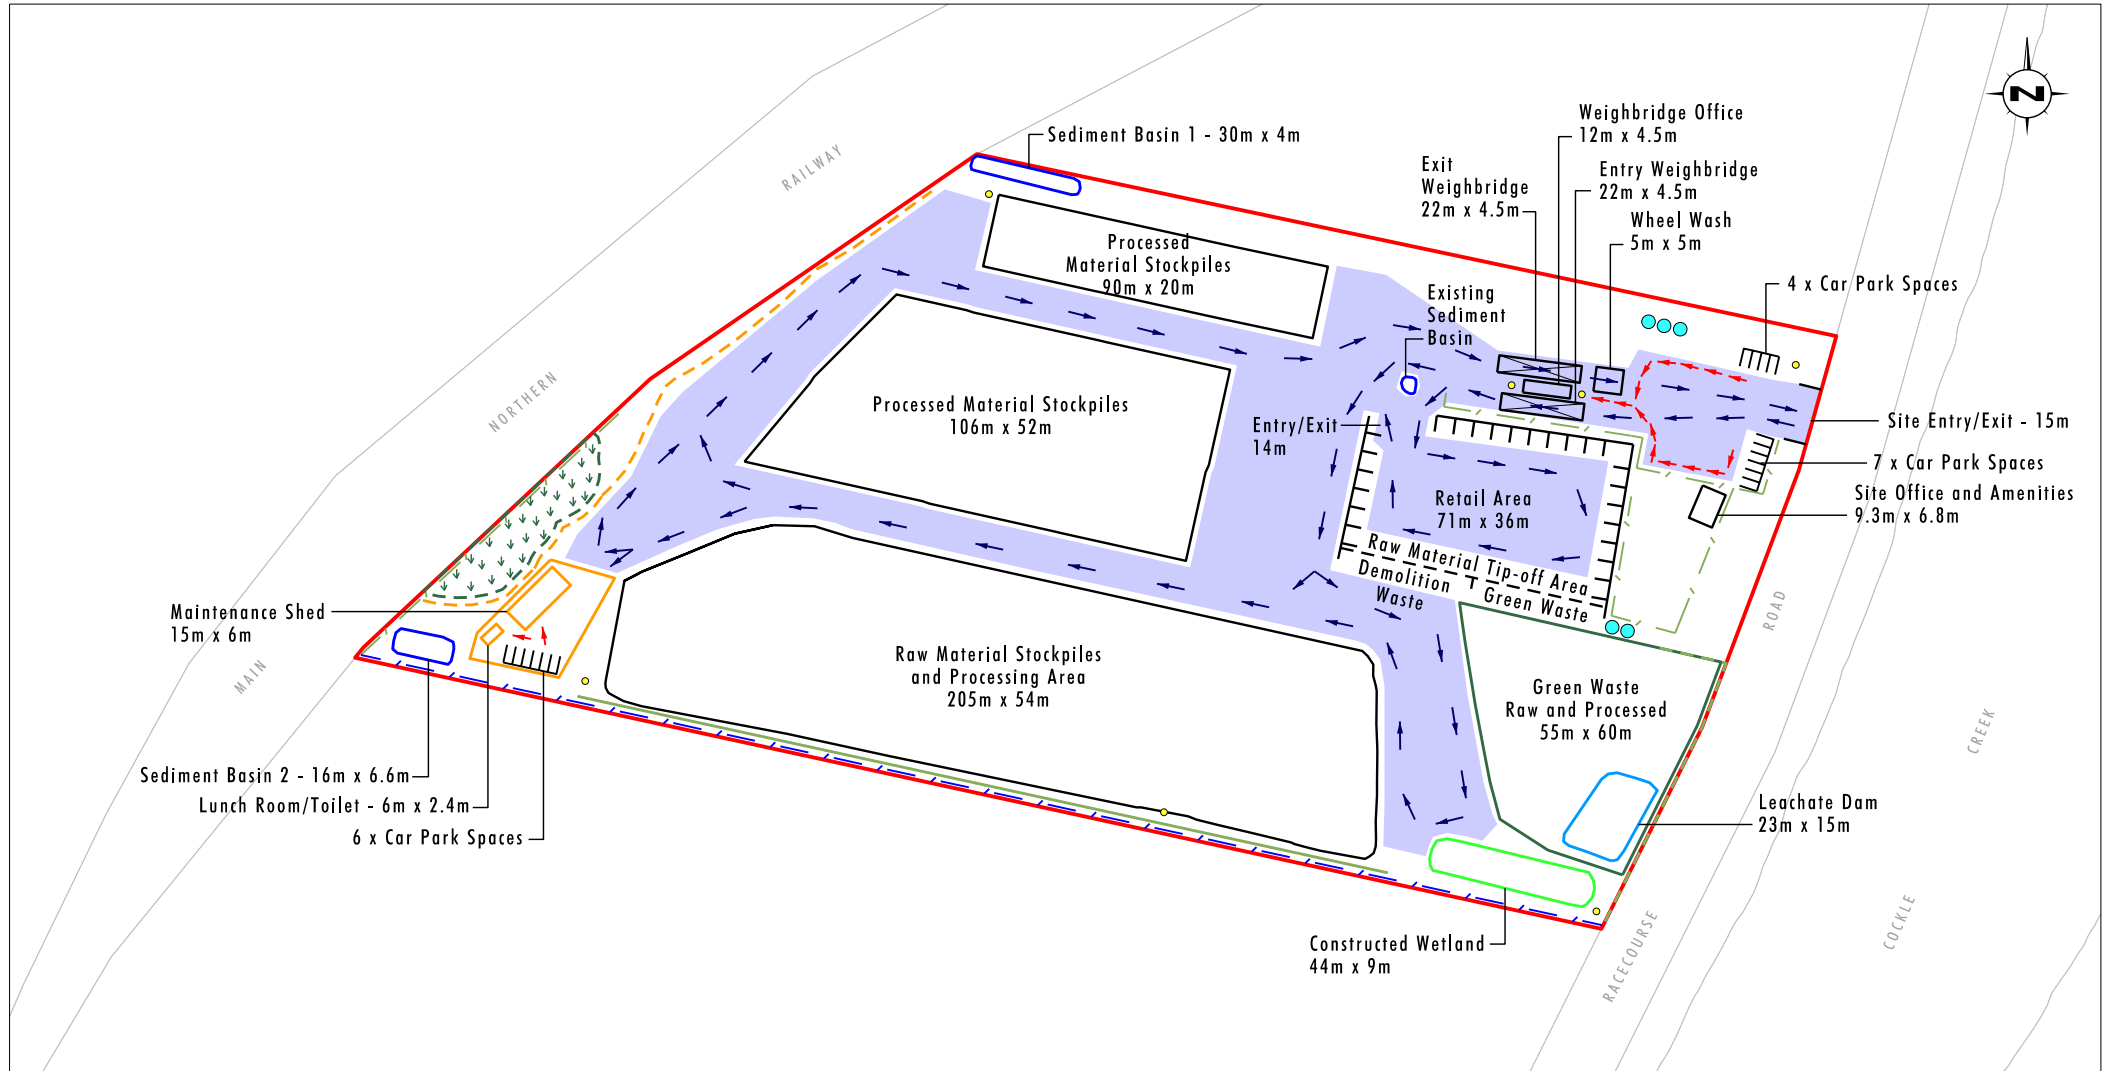 N
Weighbridge Office
12m x 4.5m
Sediment Basin 1 - 30m x 4m
Exit
Weighbridge
22m x 4.5m
Entry Weighbridge
22m x 4.5m
Wheel Wash
5m x 5m
RAILWAY
Processed
Material Stockpiles
90m x 20m
Existing
Sediment
Basin
4 x Car Park Spaces
NORTHERN
Processed Material Stockpiles
106m x 52m
Entry/Exit
14m
Site Entry/Exit - 15m
7 x Car Park Spaces
Retail Area
71m x 36m
Site Office and Amenities
9.3m x 6.8m
Raw Material Tip-off Area
Demolition
Waste
Green Waste
Maintenance Shed
15m x 6m
ROAD
MAIN
Raw Material Stockpiles
and Processing Area
205m x 54m
Green Waste
Raw and Processed
55m x 60m
CREEK
Sediment Basin 2 - 16m x 6.6m
Lunch Room/Toilet - 6m x 2.4m
6 x Car Park Spaces
Leachate Dam
23m x 15m
Constructed Wetland
44m x 9m
RACECOURSE
COCKLE